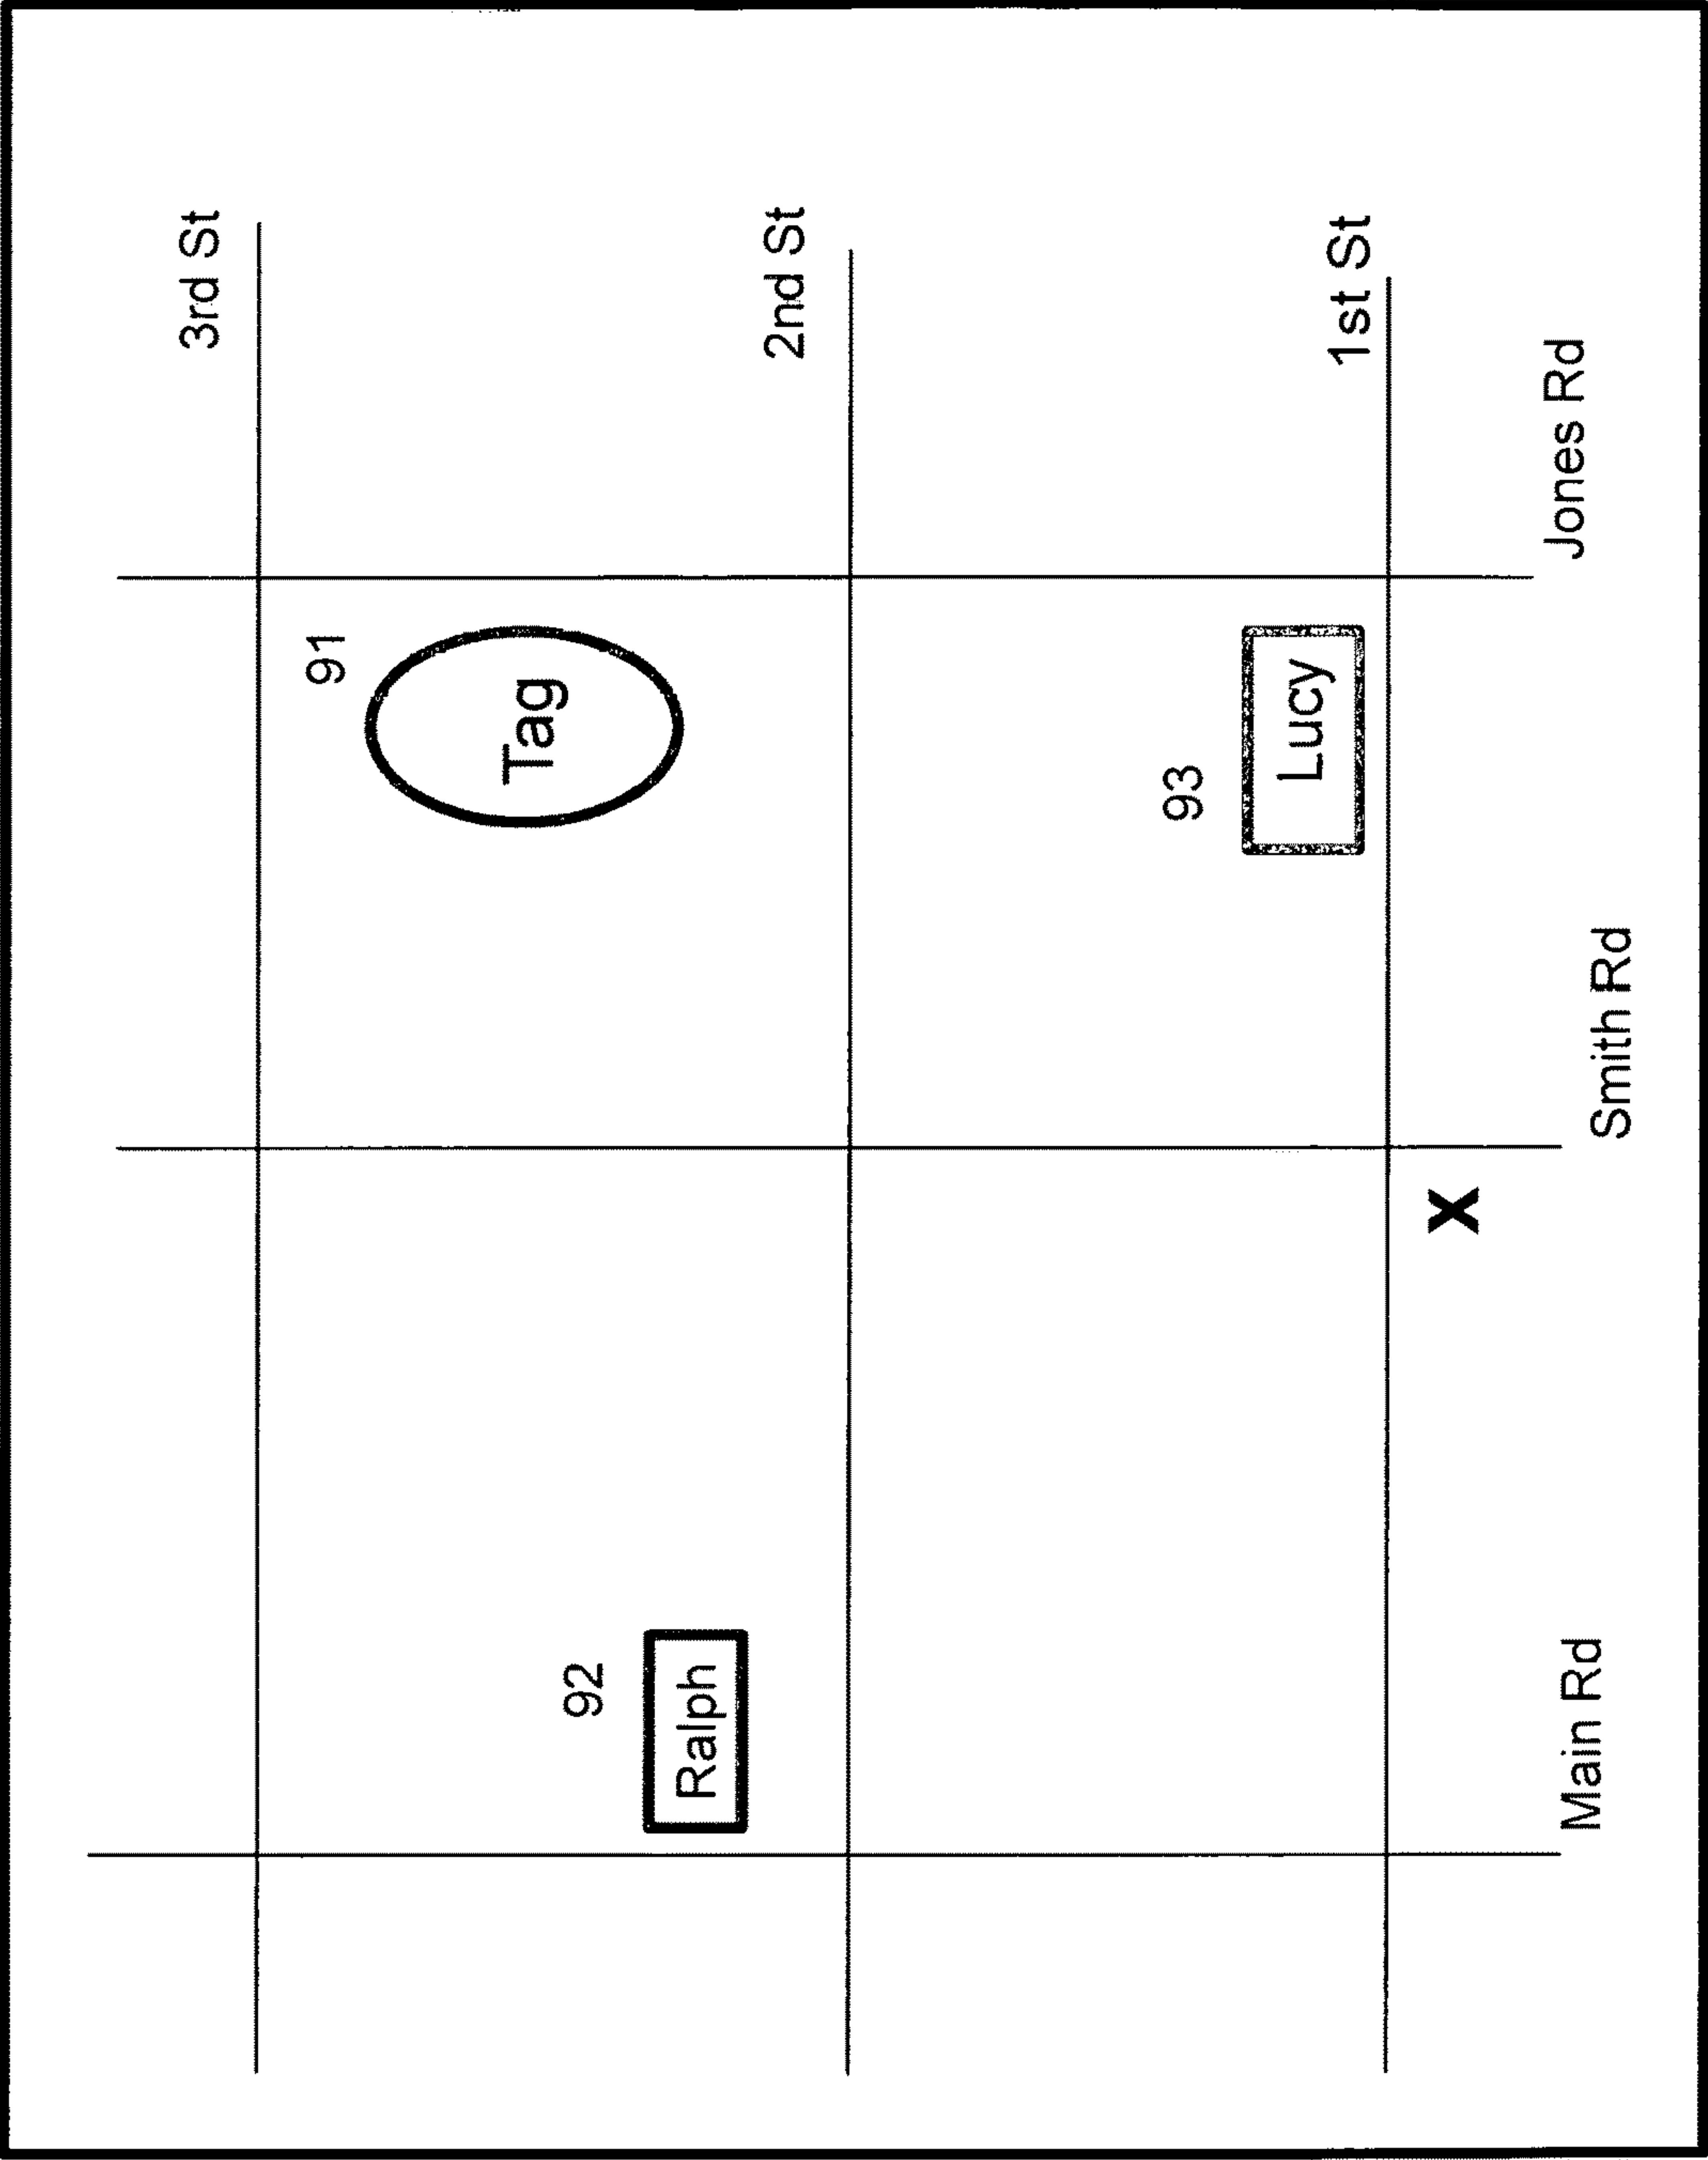 3rd St
91
Tag
92
Ralph
2nd St
93
Lucy
1st St
X
Main Rd
Smith Rd
Jones Rd